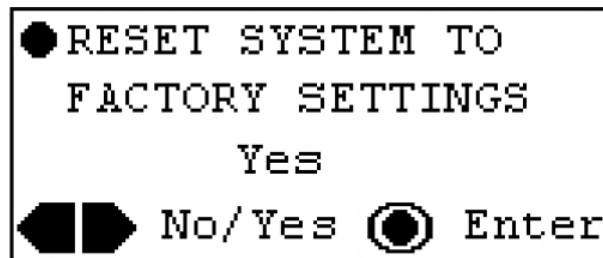 RESET SYSTEM TO
FACTORY SETTINGS
Yes
No/Yes Enter